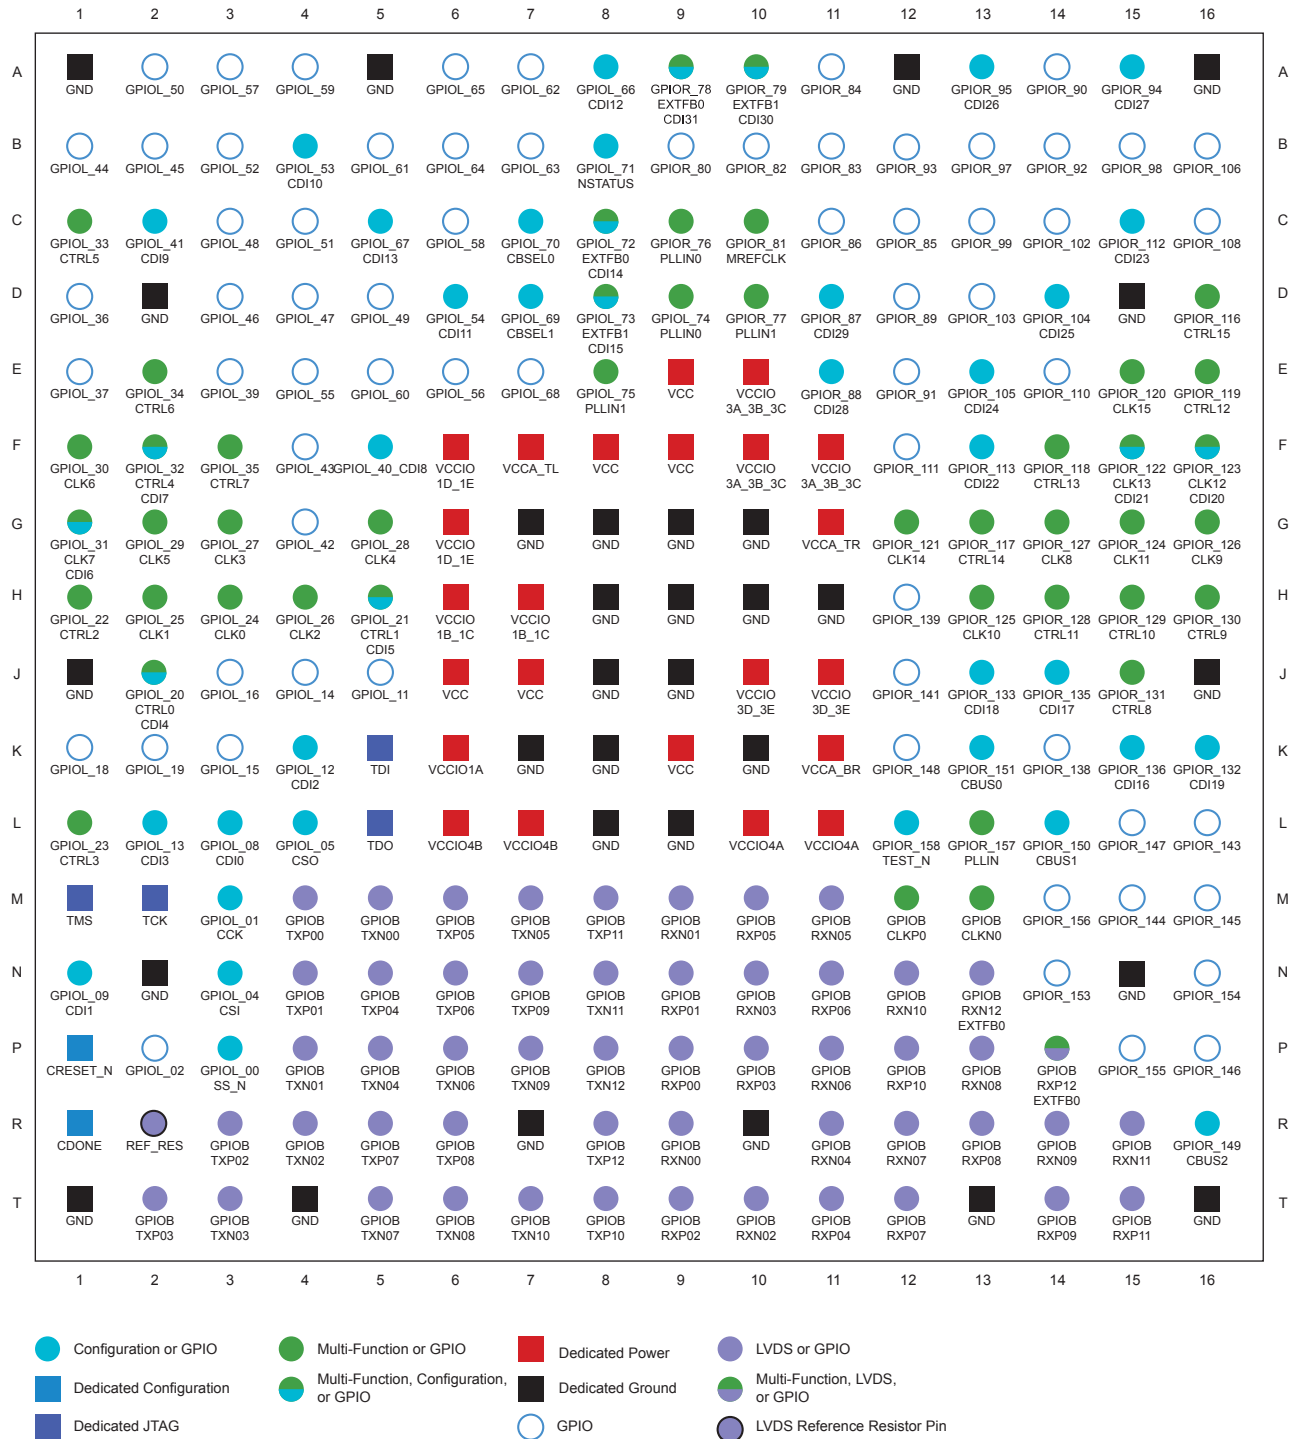 1 2 3 4 5 6 7 8 9 10 11 12 13 14 15 16
A A
GND GPIOL_50 GPIOL_57 GPIOL_59 GND GPIOL_65 GPIOL_62 GPIOL_66 GPIOR_78 GPIOR_79 GPIOR_84 GND GPIOR_95 GPIOR_90 GPIOR_94 GND
CDI12 EXTFB0 EXTFB1 CDI26 CDI27
CDI31 CDI30
B B
GPIOL_44 GPIOL_45 GPIOL_52 GPIOL_53 GPIOL_61 GPIOL_64 GPIOL_63 GPIOL_71 GPIOR_80 GPIOR_82 GPIOR_83 GPIOR_93 GPIOR_97 GPIOR_92 GPIOR_98 GPIOR_106
CDI10 NSTATUS
C C
GPIOL_33 GPIOL_41 GPIOL_48 GPIOL_51 GPIOL_67 GPIOL_58 GPIOL_70 GPIOL_72 GPIOR_76 GPIOR_81 GPIOR_86 GPIOR_85 GPIOR_99 GPIOR_102 GPIOR_112 GPIOR_108
CTRL5 CDI9 CDI13 CBSEL0 EXTFB0 PLLIN0 MREFCLK CDI23
CDI14
D D
GPIOL_36 GND GPIOL_46 GPIOL_47 GPIOL_49 GPIOL_54 GPIOL_69 GPIOL_73 GPIOL_74 GPIOR_77 GPIOR_87 GPIOR_89 GPIOR_103 GPIOR_104 GND GPIOR_116
CDI11 CBSEL1 EXTFB1 PLLIN0 PLLIN1 CDI29 CDI25 CTRL15
CDI15
E E
GPIOL_37 GPIOL_34 GPIOL_39 GPIOL_55 GPIOL_60 GPIOL_56 GPIOL_68 GPIOL_75 VCC VCCIO GPIOR_88 GPIOR_91 GPIOR_105 GPIOR_110 GPIOR_120 GPIOR_119
CTRL6 PLLIN1 3A_3B_3C CDI28 CDI24 CLK15 CTRL12
F F
GPIOL_30 GPIOL_32 GPIOL_35 GPIOL_43 GPIOL_40_CDI8 VCCIO VCCA_TL VCC VCC VCCIO VCCIO GPIOR_111 GPIOR_113 GPIOR_118 GPIOR_122 GPIOR_123
CLK6 CTRL4 CTRL7 1D_1E 3A_3B_3C 3A_3B_3C CDI22 CTRL13 CLK13 CLK12
CDI7 CDI21 CDI20
G G
GPIOL_31 GPIOL_29 GPIOL_27 GPIOL_42 GPIOL_28 VCCIO GND GND GND GND VCCA_TR GPIOR_121 GPIOR_117 GPIOR_127 GPIOR_124 GPIOR_126
CLK7 CLK5 CLK3 CLK4 1D_1E CLK14 CTRL14 CLK8 CLK11 CLK9
CDI6
H H
GPIOL_22 GPIOL_25 GPIOL_24 GPIOL_26 GPIOL_21 VCCIO VCCIO GND GND GND GND GPIOR_139 GPIOR_125 GPIOR_128 GPIOR_129 GPIOR_130
CTRL2 CLK1 CLK0 CLK2 CTRL1 1B_1C 1B_1C CLK10 CTRL11 CTRL10 CTRL9
CDI5
J J
GND GPIOL_20 GPIOL_16 GPIOL_14 GPIOL_11 VCC VCC GND GND VCCIO VCCIO GPIOR_141 GPIOR_133 GPIOR_135 GPIOR_131 GND
CTRL0 3D_3E 3D_3E CDI18 CDI17 CTRL8
CDI4
K K
GPIOL_18 GPIOL_19 GPIOL_15 GPIOL_12 TDI VCCIO1A GND GND VCC GND VCCA_BR GPIOR_148 GPIOR_151 GPIOR_138 GPIOR_136 GPIOR_132
CDI2 CBUS0 CDI16 CDI19
L L
GPIOL_23 GPIOL_13 GPIOL_08 GPIOL_05 TDO VCCIO4B VCCIO4B GND GND VCCIO4A VCCIO4A GPIOR_158 GPIOR_157 GPIOR_150 GPIOR_147 GPIOR_143
CTRL3 CDI3 CDI0 CSO TEST_N PLLIN CBUS1
M M
TMS TCK GPIOL_01 GPIOB GPIOB GPIOB GPIOB GPIOB GPIOB GPIOB GPIOB GPIOB GPIOB GPIOR_156 GPIOR_144 GPIOR_145
CCK TXP00 TXN00 TXP05 TXN05 TXP11 RXN01 RXP05 RXN05 CLKP0 CLKN0
N N
GPIOL_09 GND GPIOL_04 GPIOB GPIOB GPIOB GPIOB GPIOB GPIOB GPIOB GPIOB GPIOB GPIOB GPIOR_153 GND GPIOR_154
CDI1 CSI TXP01 TXP04 TXP06 TXP09 TXN11 RXP01 RXN03 RXP06 RXN10 RXN12
EXTFB0
P P
CRESET_N GPIOL_02 GPIOL_00 GPIOB GPIOB GPIOB GPIOB GPIOB GPIOB GPIOB GPIOB GPIOB GPIOB GPIOB GPIOR_155 GPIOR_146
SS_N TXN01 TXN04 TXN06 TXN09 TXN12 RXP00 RXP03 RXN06 RXP10 RXN08 RXP12
EXTFB0
R R
CDONE REF_RES GPIOB GPIOB GPIOB GPIOB GND GPIOB GPIOB GND GPIOB GPIOB GPIOB GPIOB GPIOB GPIOR_149
TXP02 TXN02 TXP07 TXP08 TXP12 RXN00 RXN04 RXN07 RXP08 RXN09 RXN11 CBUS2
T T
GND GPIOB GPIOB GND GPIOB GPIOB GPIOB GPIOB GPIOB GPIOB GPIOB GPIOB GND GPIOB GPIOB GND
TXP03 TXN03 TXN07 TXN08 TXN10 TXP10 RXP02 RXN02 RXP04 RXP07 RXP09 RXP11
1 2 3 4 5 6 7 8 9 10 11 12 13 14 15 16
Configuration or GPIO
Dedicated Configuration
Dedicated JTAG
Multi-Function or GPIO
Multi-Function, Configuration,
or GPIO
Dedicated Power
Dedicated Ground
GPIO
LVDS or GPIO
Multi-Function, LVDS,
or GPIO
LVDS Reference Resistor Pin